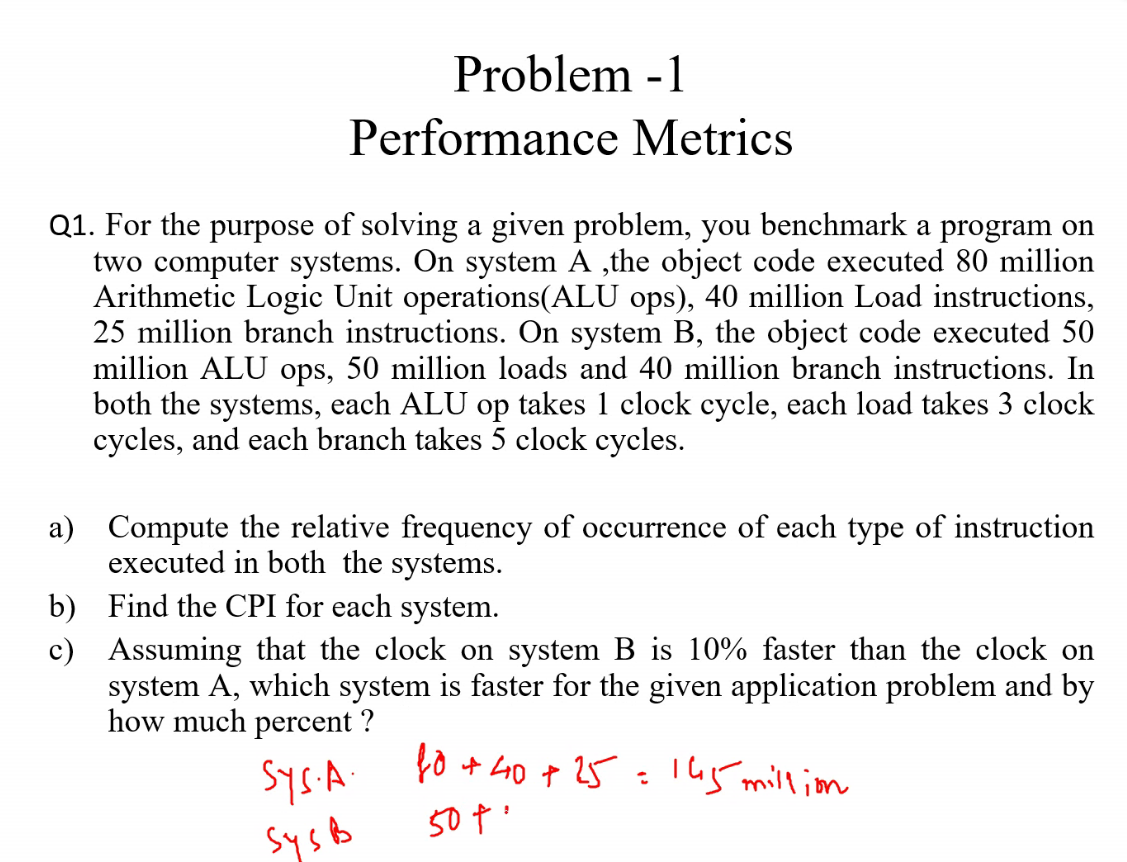 Problem -1
Performance Metrics
Q1. For the purpose of solving a given problem, you benchmark a program on
two computer systems. On system A ,the object code executed 80 million
Arithmetic Logic Unit operations(ALU ops), 40 million Load instructions,
25 million branch instructions. On system B, the object code executed 50
million ALU ops, 50 million loads and 40 million branch instructions. In
both the systems, each ALU op takes 1 clock cycle, each load takes 3 clock
cycles, and each branch takes 5 clock cycles.
a) Compute the relative frequency of occurrence of each type of instruction
executed in both the systems.
b) Find the CPI for each system.
c) Assuming that the clock on system B is 10% faster than the clock on
system A, which system is faster for the given application problem and by
how much percent ?
Sys.A. 80 + 40 + 25 = 145 million
Sys B 50 +